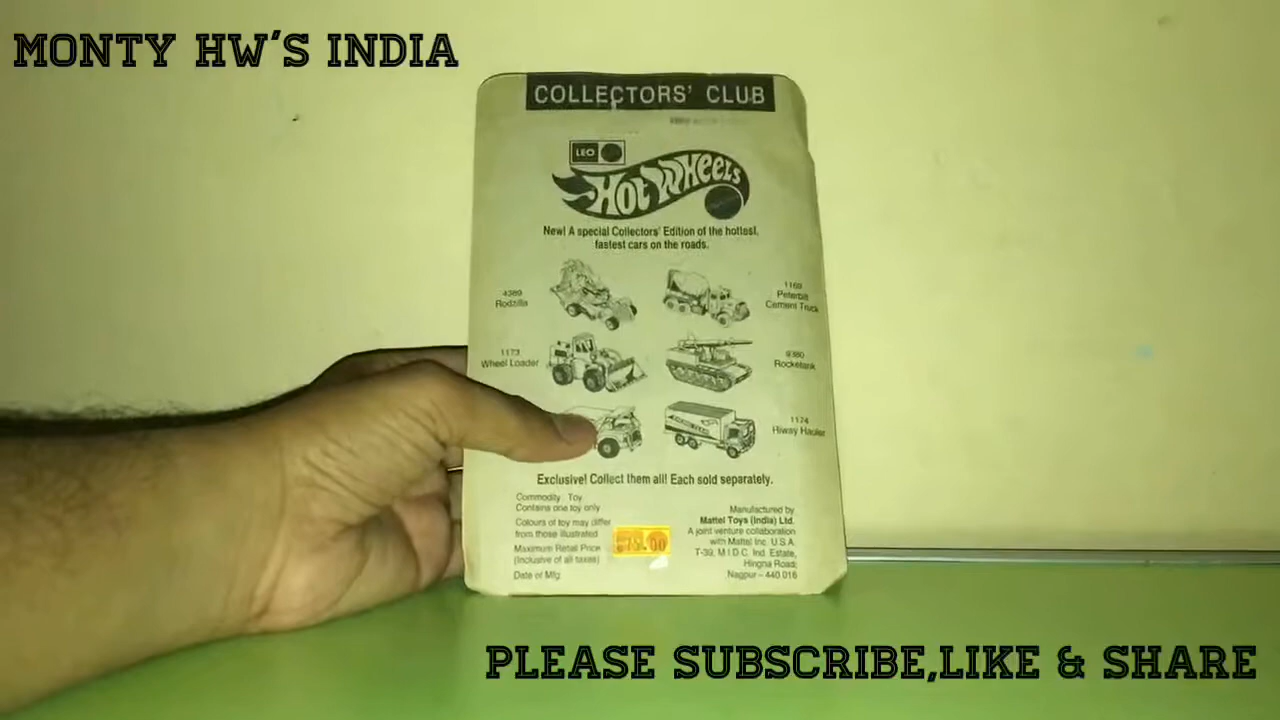 MONTY HW'S INDIA
COLLECTORS' CLUB
LEO
HOT WHEELS
New! A special Collectors' Edition of the hottest,
fastest cars on the roads.
4389
Rodzilla
1169
Peterbilt
Cement Truck
1173
Wheel Loader
9380
Rocketank
1174
Hiway Hauler
Exclusive! Collect them all! Each sold separately.
Commodity Toy
Contains one toy only
Colours of toy may differ
from those illustrated
Maximum Retail Price
(Inclusive of all taxes)
Date of Mfg
Manufactured by
Mattel Toys (India) Ltd.
A joint venture collaboration
with Mattel Inc. U.S.A.
T-39, M.I.D.C. Ind. Estate,
Hingna Road,
Nagpur – 440 016
PLEASE SUBSCRIBE,LIKE & SHARE